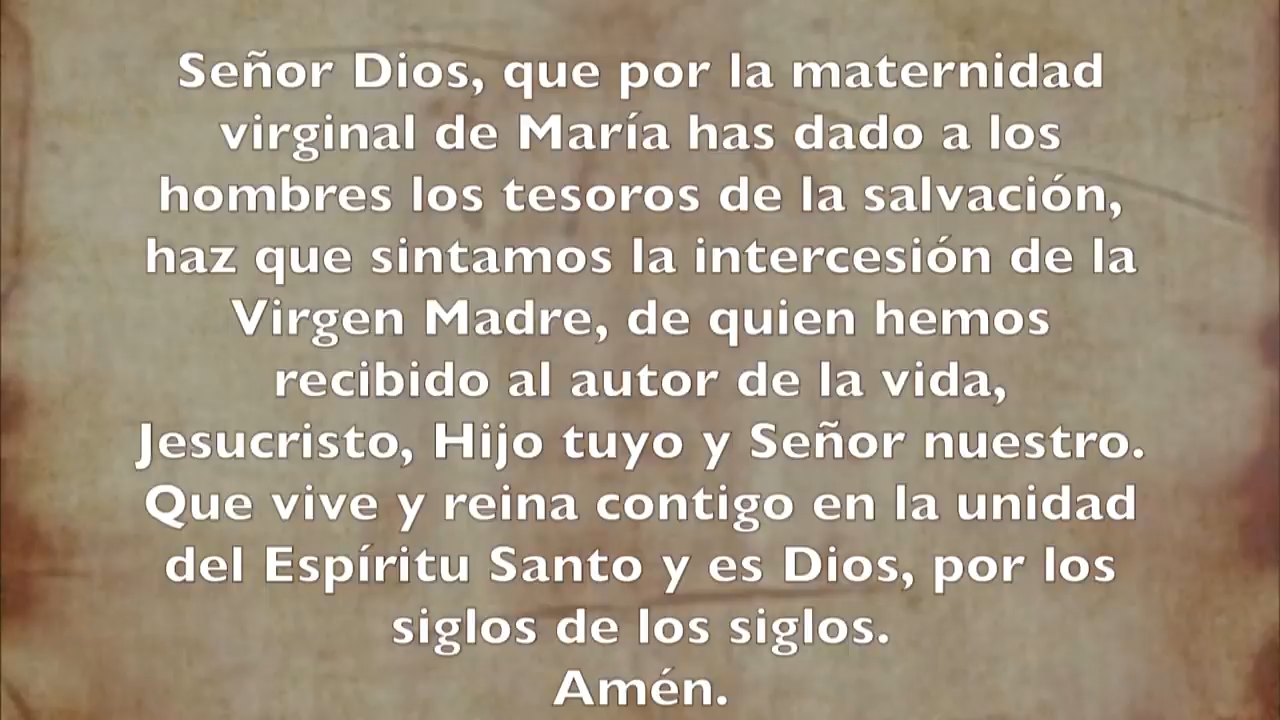 Señor Dios, que por la maternidad
virginal de María has dado a los
hombres los tesoros de la salvación,
haz que sintamos la intercesión de la
Virgen Madre, de quien hemos
recibido al autor de la vida,
Jesucristo, Hijo tuyo y Señor nuestro.
Que vive y reina contigo en la unidad
del Espíritu Santo y es Dios, por los
siglos de los siglos.
Amén.